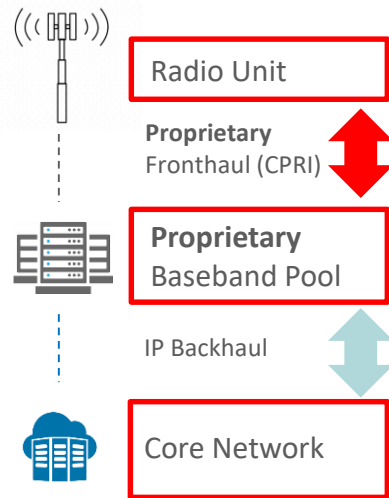 Radio Unit
Proprietary
Fronthaul (CPRI)
Proprietary
Baseband Pool
IP Backhaul
Core Network